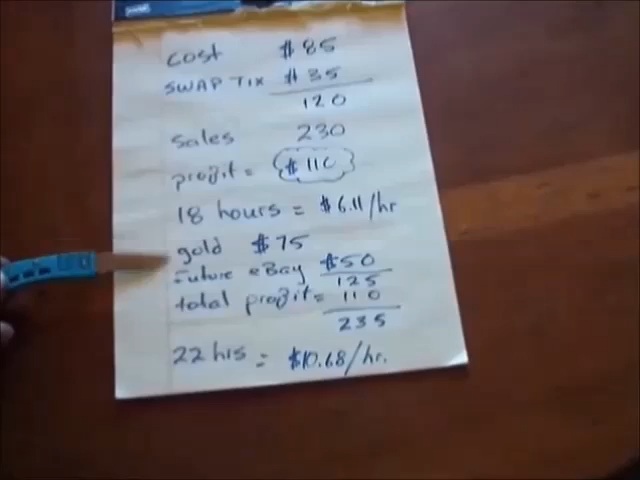 cost $85
SWAP TIX $35
120
sales 230
profit = $110
18 hours = $6.11/hr
gold $75
Future eBay $50
125
total profit = 110
235
22 hrs = $10.68/hr.